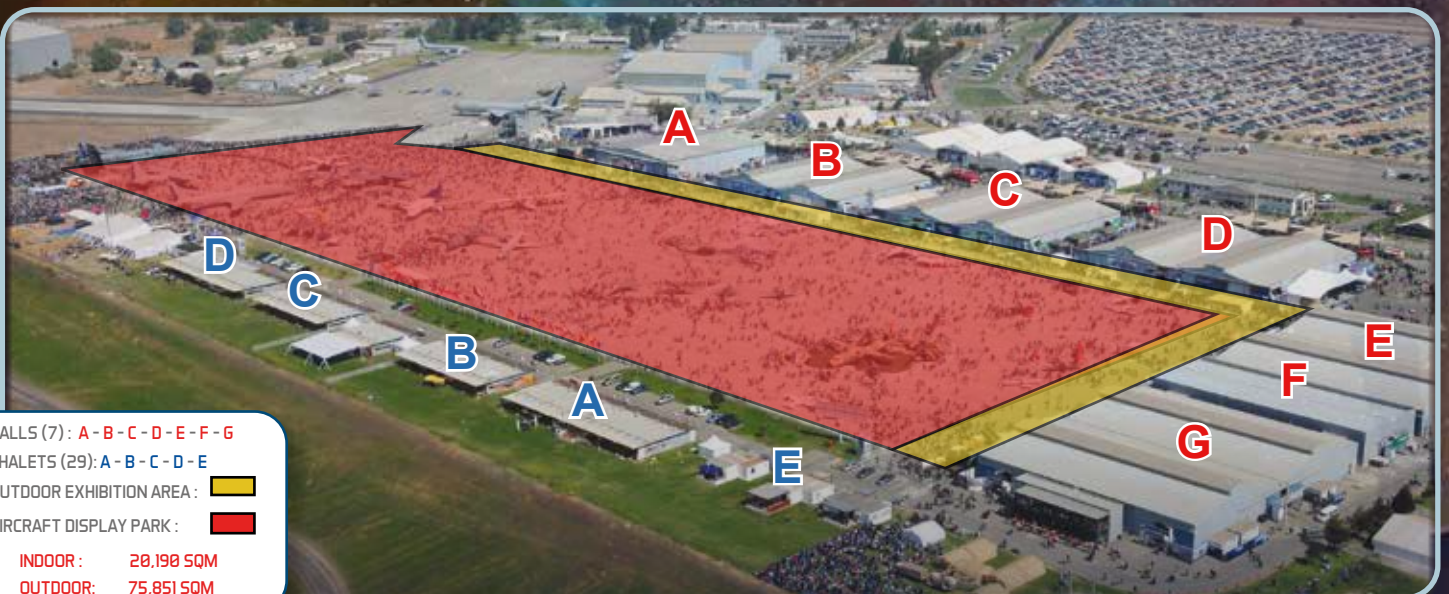 A
B
C
D
E
F
G
D
C
B
A
E
ALLS (7) : A - B - C - D - E - F - G
HALETS (29): A - B - C - D - E
UTDOOR EXHIBITION AREA :
IRCRAFT DISPLAY PARK :
INDOOR : 20,190 SQM
OUTDOOR: 75,851 SQM